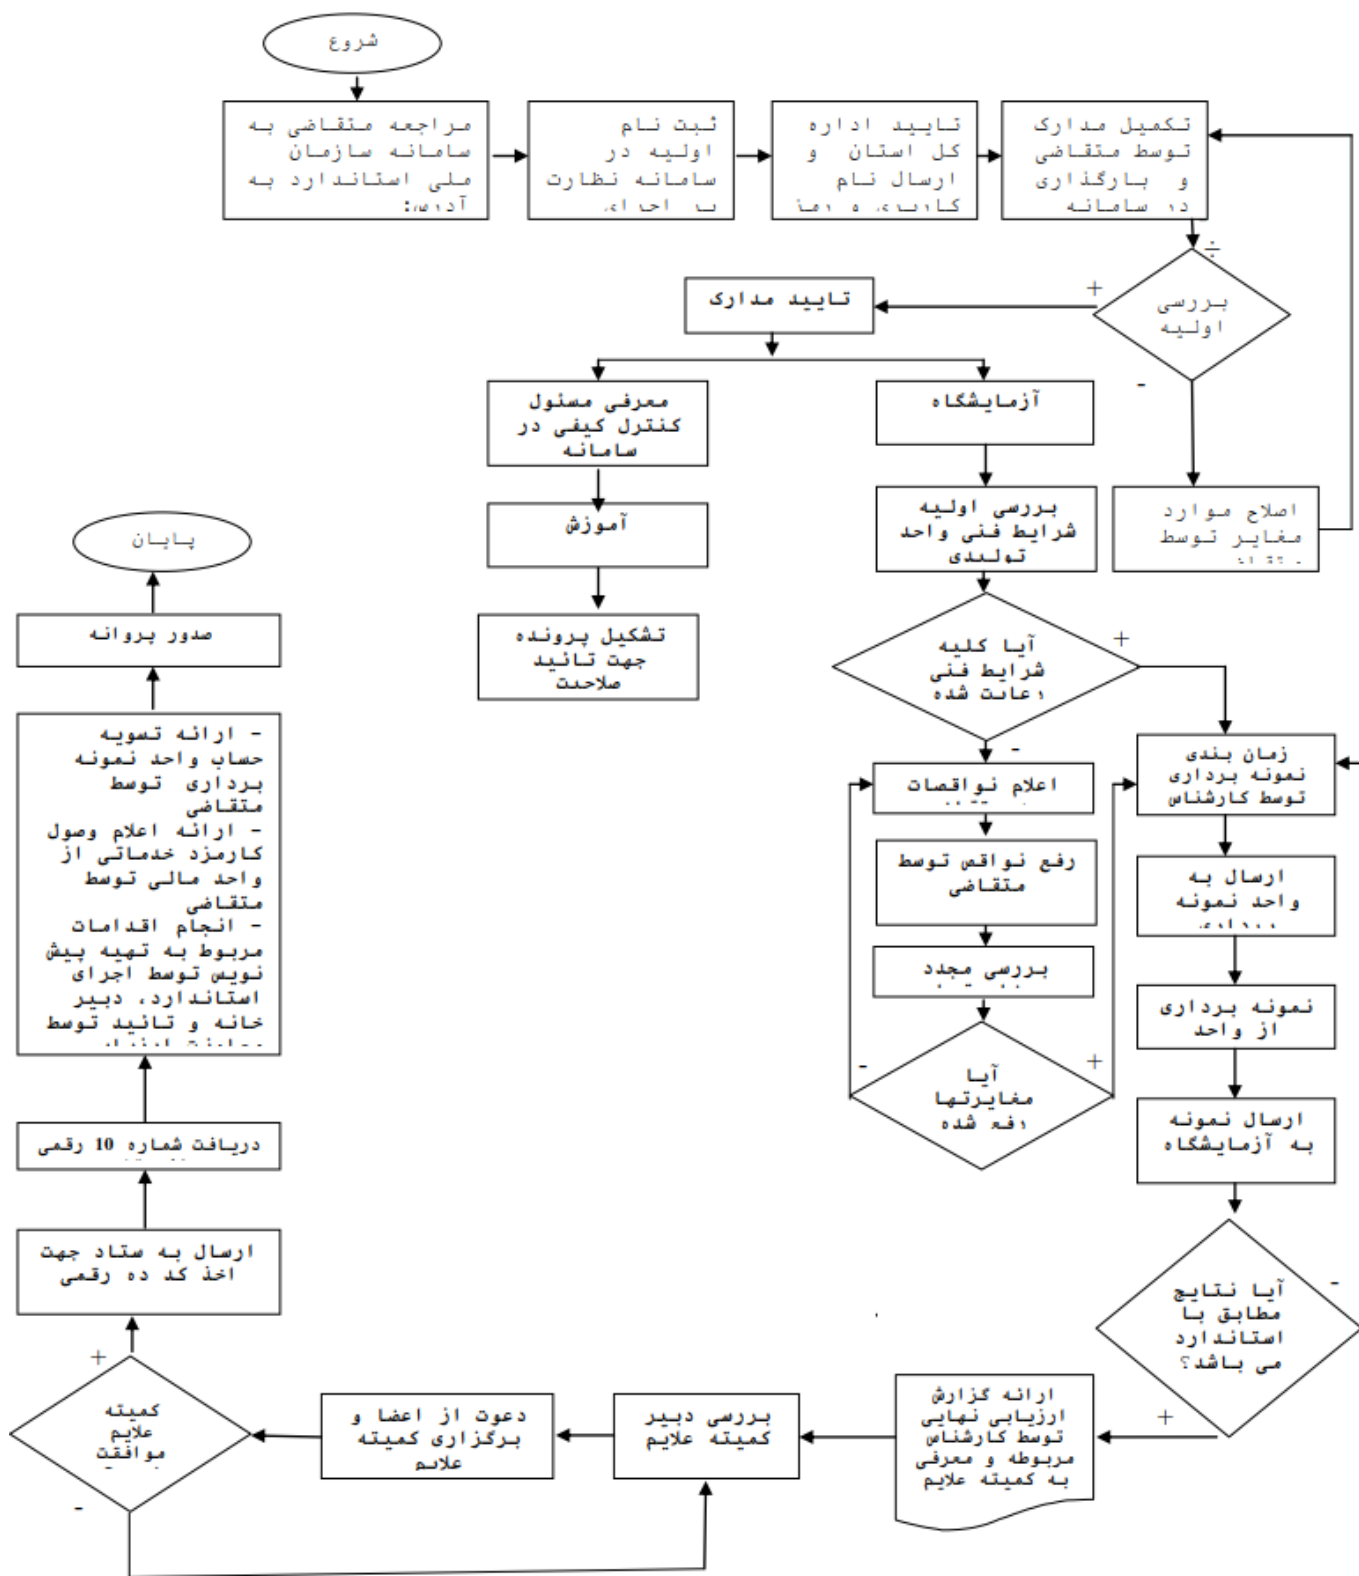 شروع
مراجعه متقاضی به
سامانه سازمان
ملی استاندارد به
آدرس:
ثبت نام
اولیه در
سامانه نظارت
بر اجرای
تایید اداره
کل استان و
ارسال نام
کاربری و رمز
تکمیل مدارک
توسط متقاضی
و بارگذاری
در سامانه
÷
بررسی
اولیه
+
-
تایید مدارک
اصلاح موارد
مغایر توسط
معرفی مسئول
کنترل کیفی در
سامانه
آموزش
تشکیل پرونده
جهت تائید
صلاحیت
آزمایشگاه
بررسی اولیه
شرایط فنی واحد
تولیدی
آیا کلیه
شرایط فنی
رعایت شده
+
-
اعلام نواقصات
رفع نواقص توسط
متقاضی
بررسی مجدد
آیا
مغایرتها
رفع شده
-
+
زمان بندی
نمونه برداری
توسط کارشناس
ارسال به
واحد نمونه
برداری
نمونه برداری
از واحد
ارسال نمونه
به آزمایشگاه
آیا نتایج
مطابق با
استاندارد
می باشد؟
-
+
ارائه گزارش
ارزیابی نهایی
توسط کارشناس
مربوطه و معرفی
به کمیته علایم
بررسی دبیر
کمیته علایم
دعوت از اعضا و
برگزاری کمیته
علایم
کمیته
علایم
موافقت
+
-
ارسال به ستاد جهت
اخذ کد ده رقمی
دریافت شماره 10 رقمی
- ارائه تسویه
حساب واحد نمونه
برداری توسط
متقاضی
- ارائه اعلام وصول
کارمزد خدماتی از
واحد مالی توسط
متقاضی
- انجام اقدامات
مربوط به تهیه پیش
نویس توسط اجرای
استاندارد، دبیر
خانه و تائید توسط
صدور پروانه
پایان